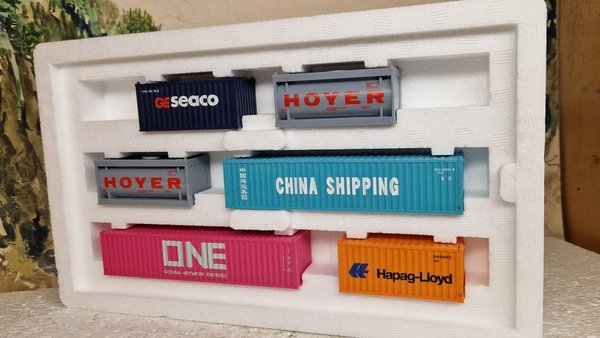 GEseaco
HOYER
HOYER
CHINA SHIPPING
ONE
OCEAN NETWORK EXPRESS
Hapag-Lloyd